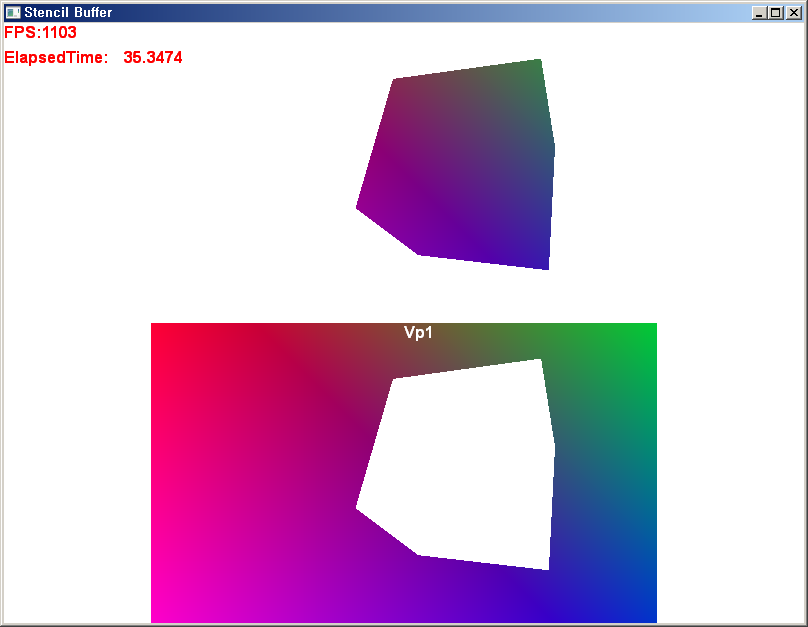 Stencil Buffer
FPS:1103
ElapsedTime: 35.3474
Vp1